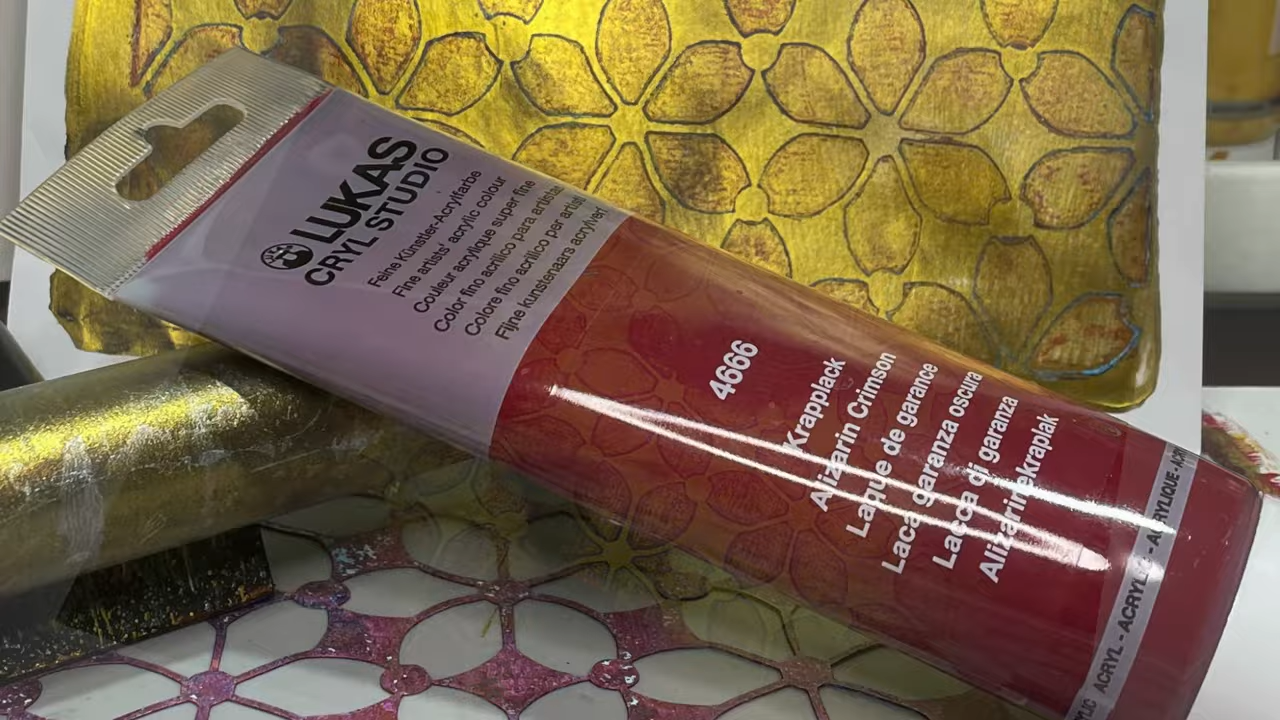 LUKAS
CRYL STUDIO
Feine Künstler-Acrylfarbe
Fine artists' acrylic colour
Couleur acrylique super fine
Color fino acrilico para artistas
Colore fino acrilico per artisti
Fijne kunstenaars acrylverf
4666
Krapplack
Alizarin Crimson
Laque de garance
Laca garanza oscura
Lacca di garanza
Alizarinekraplak
ACRYL - ACRYLIC - ACRYLIQUE -